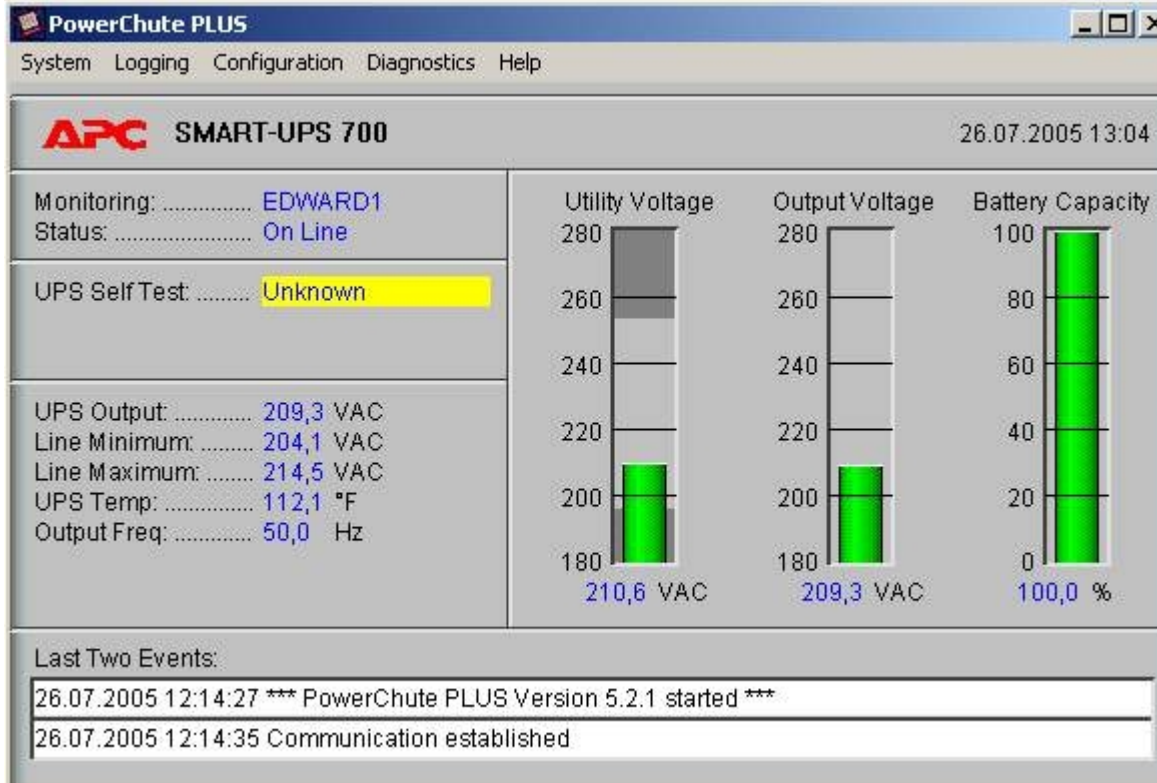 PowerChute PLUS
System Logging Configuration Diagnostics Help
APC SMART-UPS 700 26.07.2005 13:04
Monitoring: .............. EDWARD1
Status: ...................... On Line
UPS Self Test: ......... Unknown
UPS Output: ............. 209,3 VAC
Line Minimum: ......... 204,1 VAC
Line Maximum: ........ 214,5 VAC
UPS Temp: ............... 112,1 °F
Output Freq: ............. 50,0 Hz
Utility Voltage
280
260
240
220
200
180
210,6 VAC
Output Voltage
280
260
240
220
200
180
209,3 VAC
Battery Capacity
100
80
60
40
20
0
100,0 %
Last Two Events:
26.07.2005 12:14:27 *** PowerChute PLUS Version 5.2.1 started ***
26.07.2005 12:14:35 Communication established